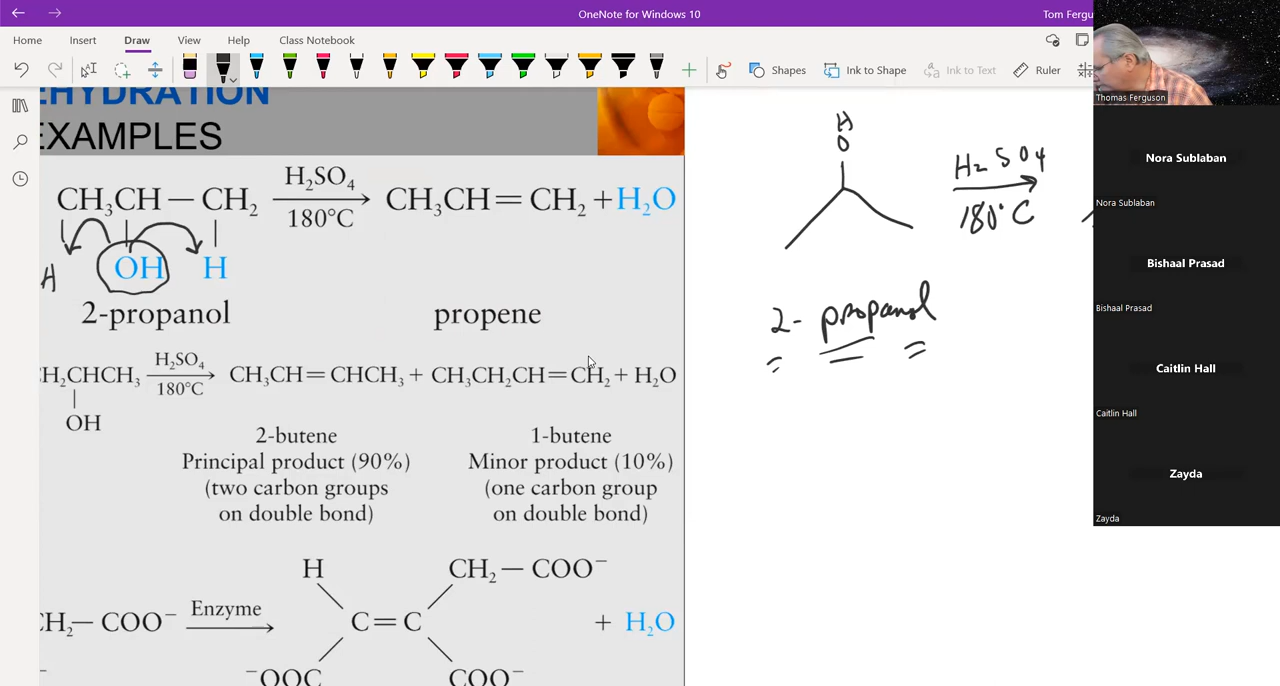 OneNote for Windows 10
Tom Fergu
Home Insert Draw View Help Class Notebook
Shapes Ink to Shape Ink to Text Ruler
EHYDRATION
EXAMPLES
CH₃CH — CH₂ H₂SO₄ 180°C CH₃CH = CH₂ + H₂O
H OH H
2-propanol propene
H₂CHCH₃ H₂SO₄ 180°C CH₃CH = CHCH₃ + CH₃CH₂CH = CH₂ + H₂O
OH
2-butene
Principal product (90%)
(two carbon groups
on double bond)
1-butene
Minor product (10%)
(one carbon group
on double bond)
H CH₂ — COO⁻
CH₂ — COO⁻ Enzyme C = C + H₂O
⁻OOC COO⁻
H
O
H₂SO₄
180°C
2-propanol
Thomas Ferguson
Nora Sublaban
Nora Sublaban
Bishaal Prasad
Bishaal Prasad
Caitlin Hall
Caitlin Hall
Zayda
Zayda